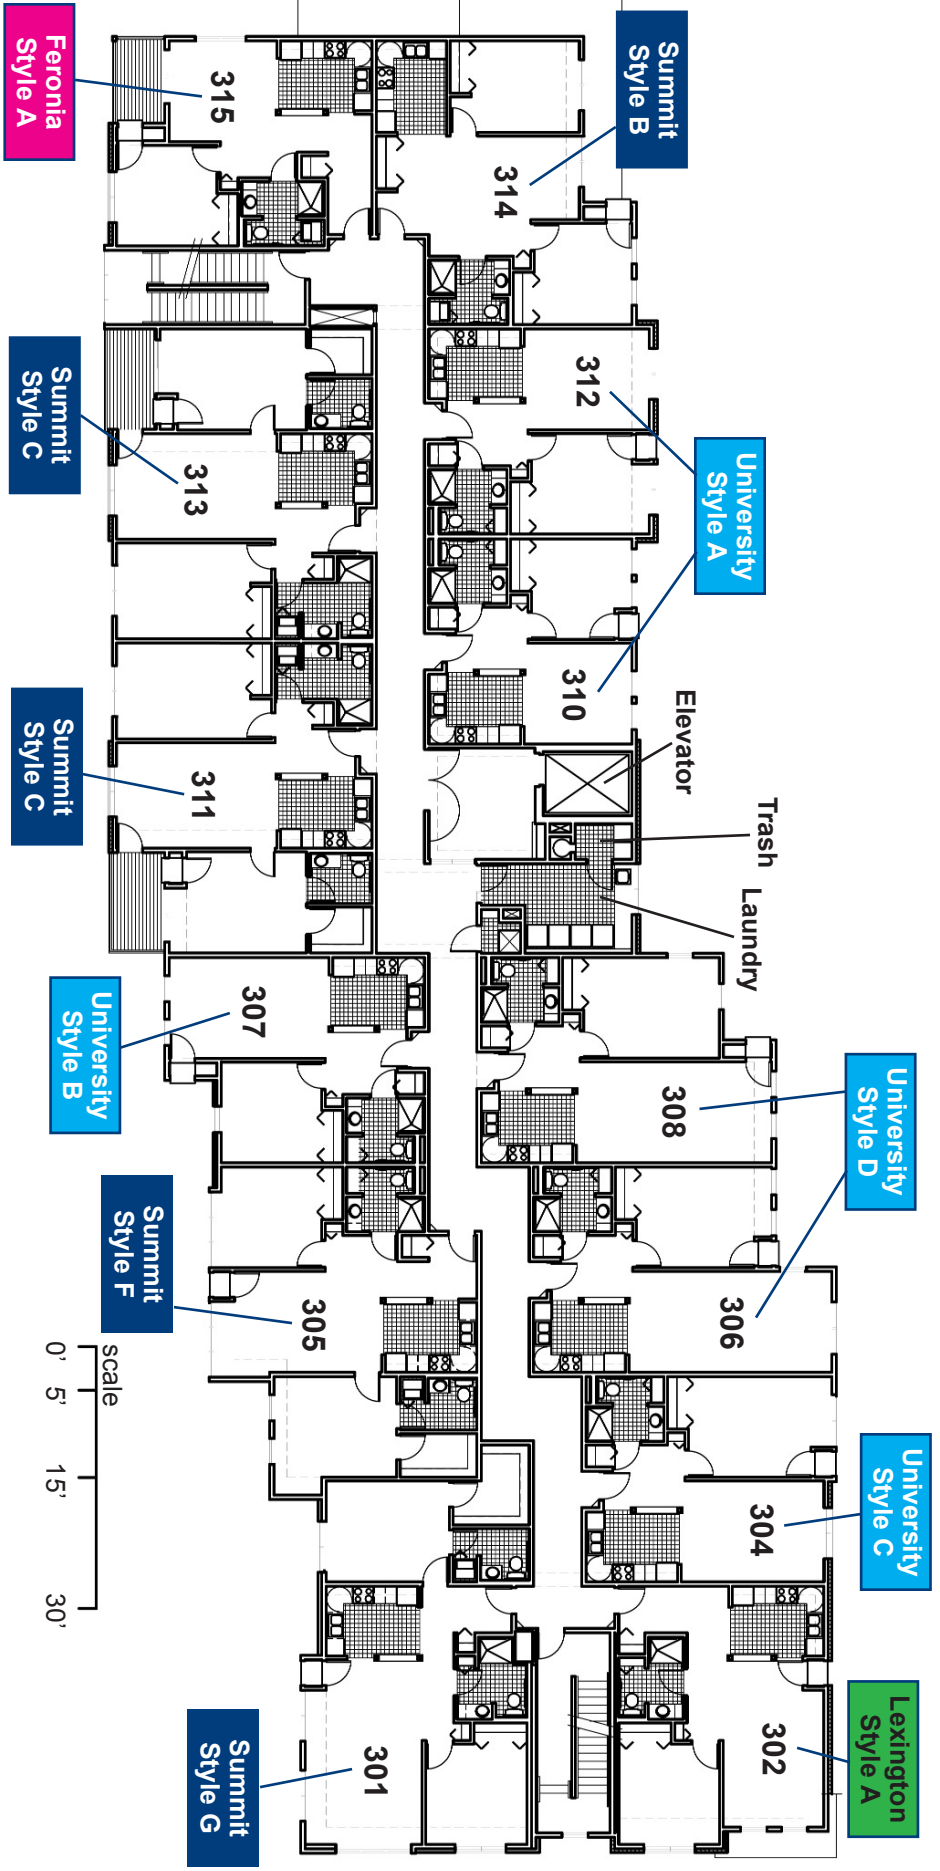 Feronia
Style A
315
Summit
Style B
314
312
University
Style A
Summit
Style C
313
310
Elevator
Summit
Style C
311
Trash
Laundry
University
Style B
307
308
University
Style D
Summit
Style F
305
306
scale
0'
5'
15'
30'
304
University
Style C
Summit
Style G
301
302
Lexington
Style A